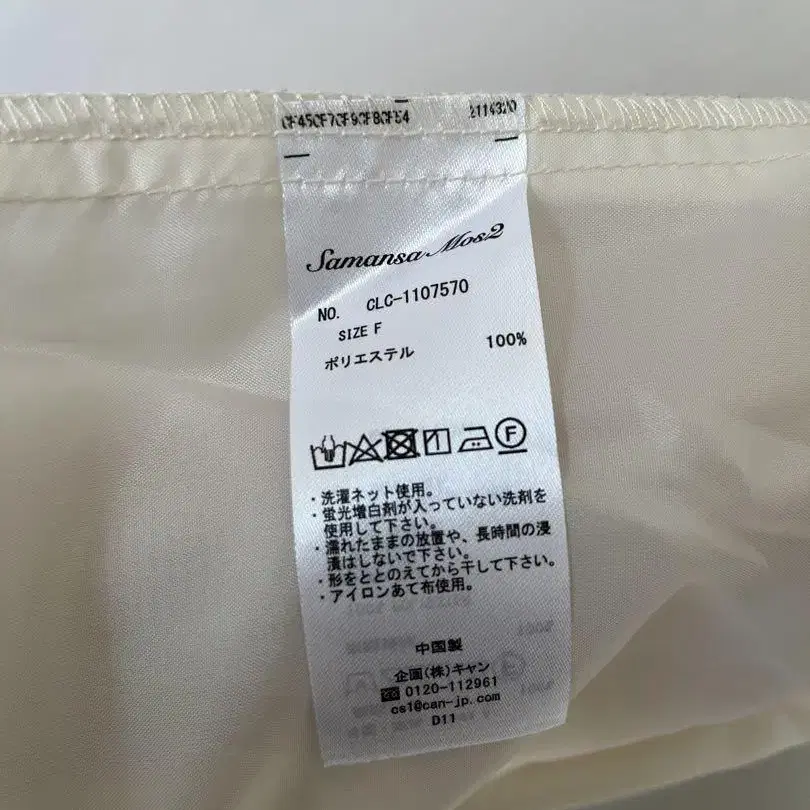 2114320
Samansa Mos2
NO. CLC-1107570
SIZE F
ポリエステル 100%
F
・洗濯ネット使用。
・蛍光増白剤が入っていない洗剤を
使用して下さい。
・濡れたままの放置や、長時間の浸
漬はしないで下さい。
・形をととのえてから干して下さい。
・アイロンあて布使用。
中国製
企画(株)キャン
☎ 0120-112961
cs1@can-jp.com
D11